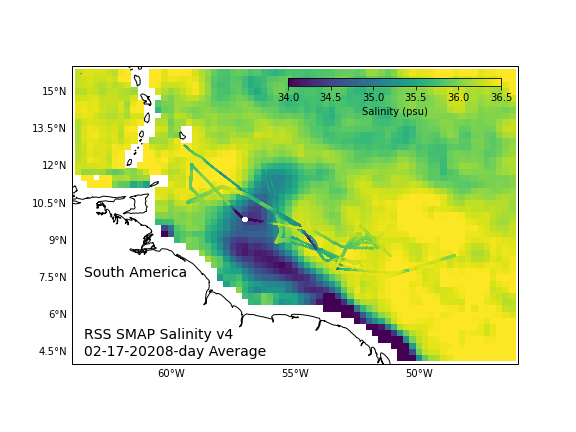 15°N
34.0 34.5 35.0 35.5 36.0 36.5
Salinity (psu)
13.5°N
12°N
10.5°N
9°N
7.5°N
South America
6°N
RSS SMAP Salinity v4
4.5°N
02-17-20208-day Average
60°W 55°W 50°W